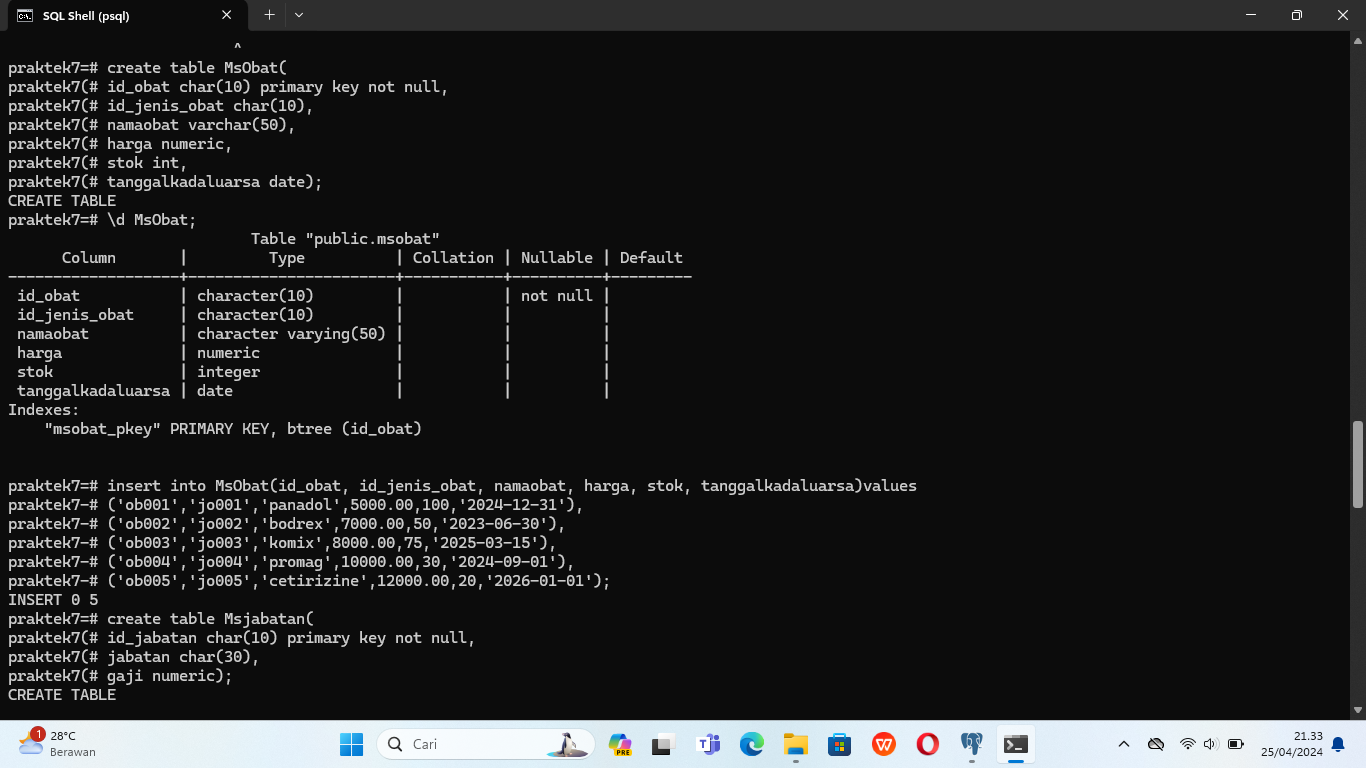 SQL Shell (psql)
^
praktek7=# create table MsObat(
praktek7(# id_obat char(10) primary key not null,
praktek7(# id_jenis_obat char(10),
praktek7(# namaobat varchar(50),
praktek7(# harga numeric,
praktek7(# stok int,
praktek7(# tanggalkadaluarsa date);
CREATE TABLE
praktek7=# \d MsObat;
Table "public.msobat"
Column | Type | Collation | Nullable | Default
-------------------+-----------------------+-----------+----------+---------
id_obat | character(10) | | not null |
id_jenis_obat | character(10) | | |
namaobat | character varying(50) | | |
harga | numeric | | |
stok | integer | | |
tanggalkadaluarsa | date | | |
Indexes:
"msobat_pkey" PRIMARY KEY, btree (id_obat)
praktek7=# insert into MsObat(id_obat, id_jenis_obat, namaobat, harga, stok, tanggalkadaluarsa)values
praktek7-# ('ob001','jo001','panadol',5000.00,100,'2024-12-31'),
praktek7-# ('ob002','jo002','bodrex',7000.00,50,'2023-06-30'),
praktek7-# ('ob003','jo003','komix',8000.00,75,'2025-03-15'),
praktek7-# ('ob004','jo004','promag',10000.00,30,'2024-09-01'),
praktek7-# ('ob005','jo005','cetirizine',12000.00,20,'2026-01-01');
INSERT 0 5
praktek7=# create table Msjabatan(
praktek7(# id_jabatan char(10) primary key not null,
praktek7(# jabatan char(30),
praktek7(# gaji numeric);
CREATE TABLE
1
28°C
Berawan
Cari
PRE
21.33
25/04/2024